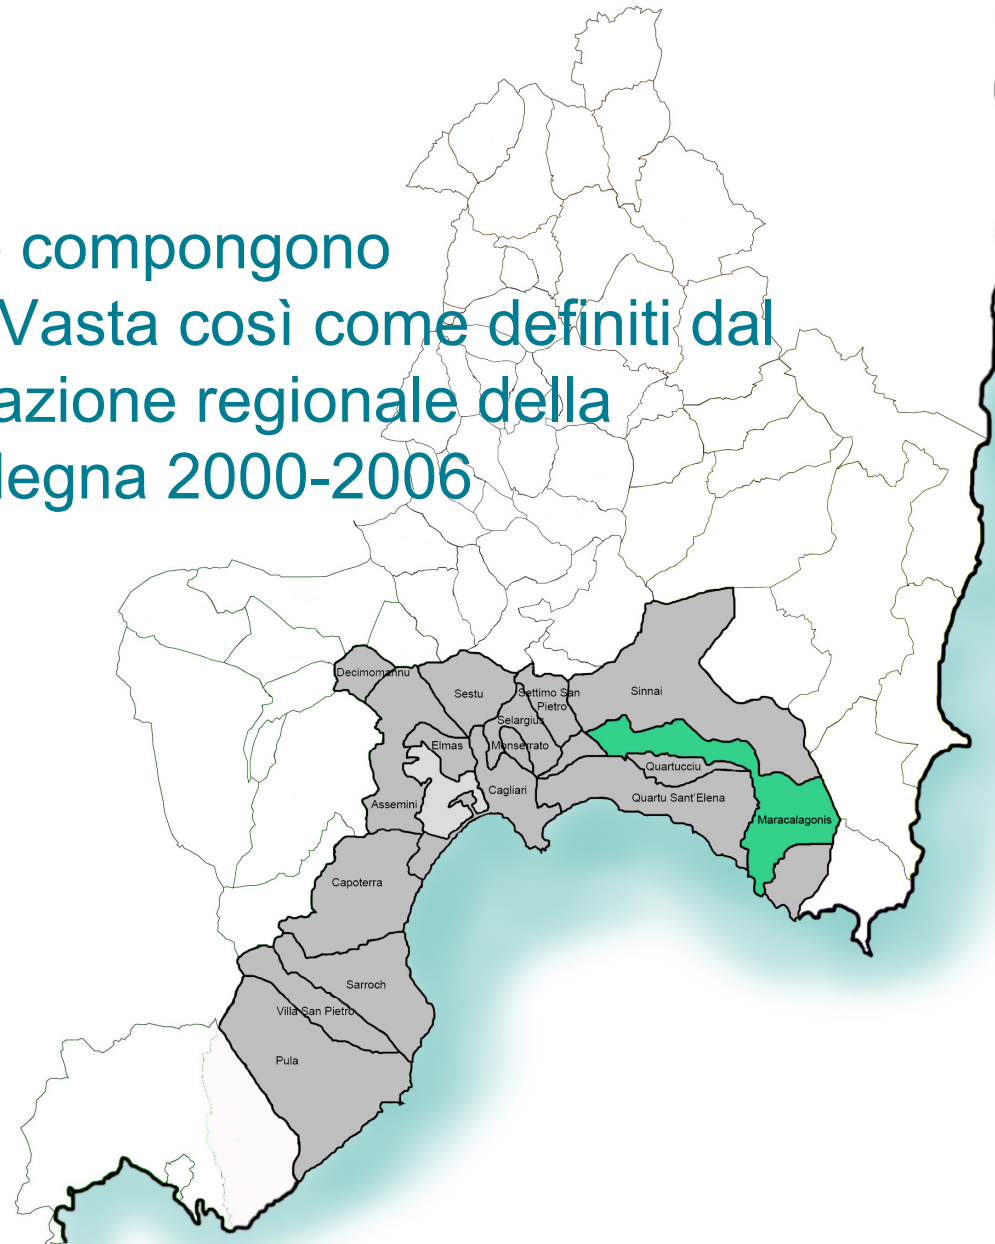 compongono
Vasta così come definiti dal
azione regionale della
legna 2000-2006
Decimomannu
Sestu
Settimo San
Pietro
Sinnai
Selargius
Elmas
Monserrato
Quartucciu
Cagliari
Quartu Sant'Elena
Assemini
Maracalagonis
Capoterra
Sarroch
Villa San Pietro
Pula